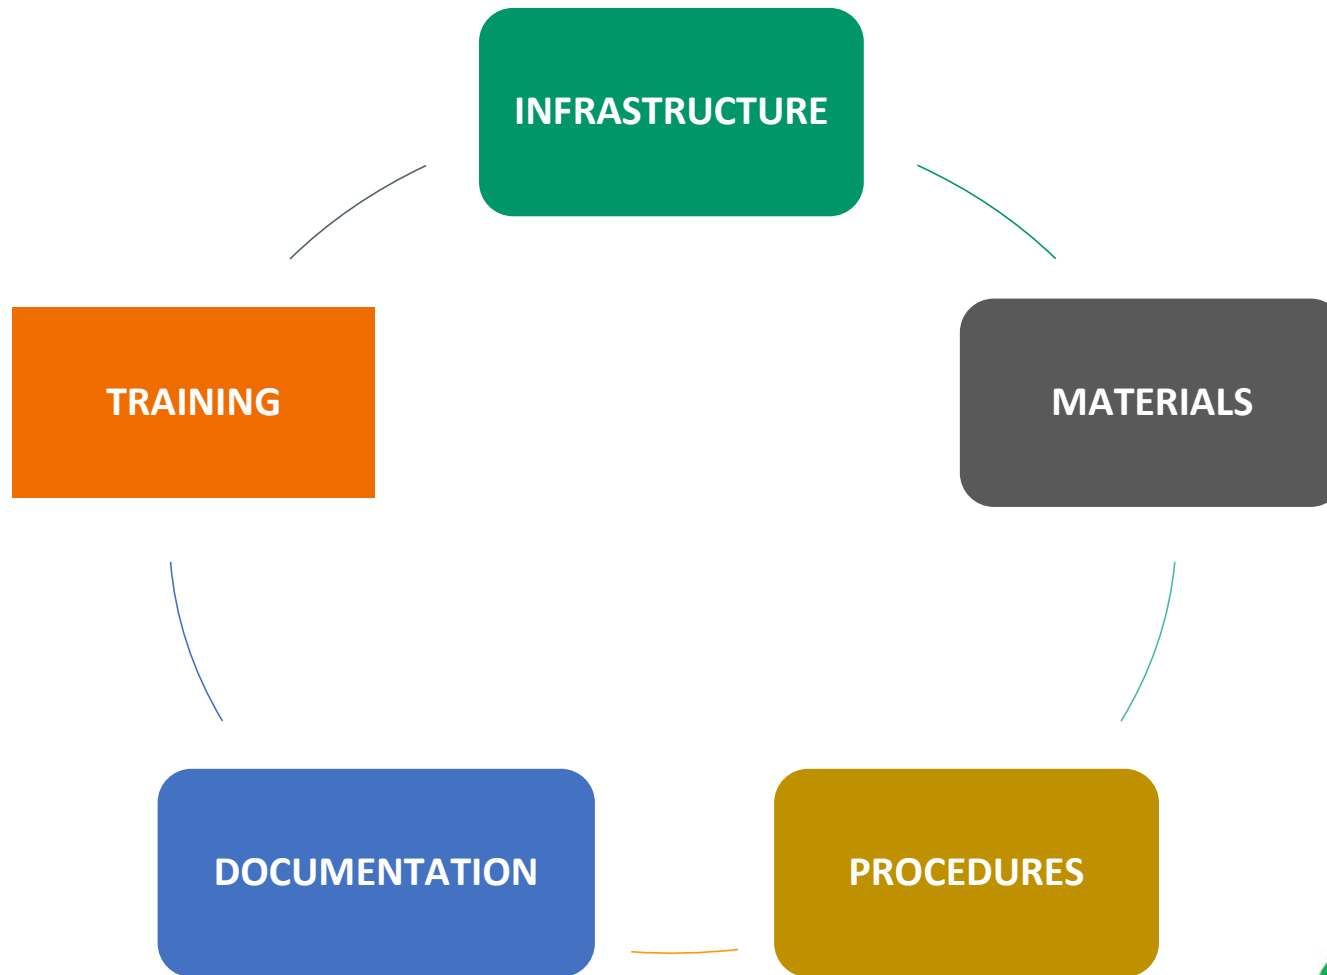 INFRASTRUCTURE
TRAINING
MATERIALS
DOCUMENTATION
PROCEDURES